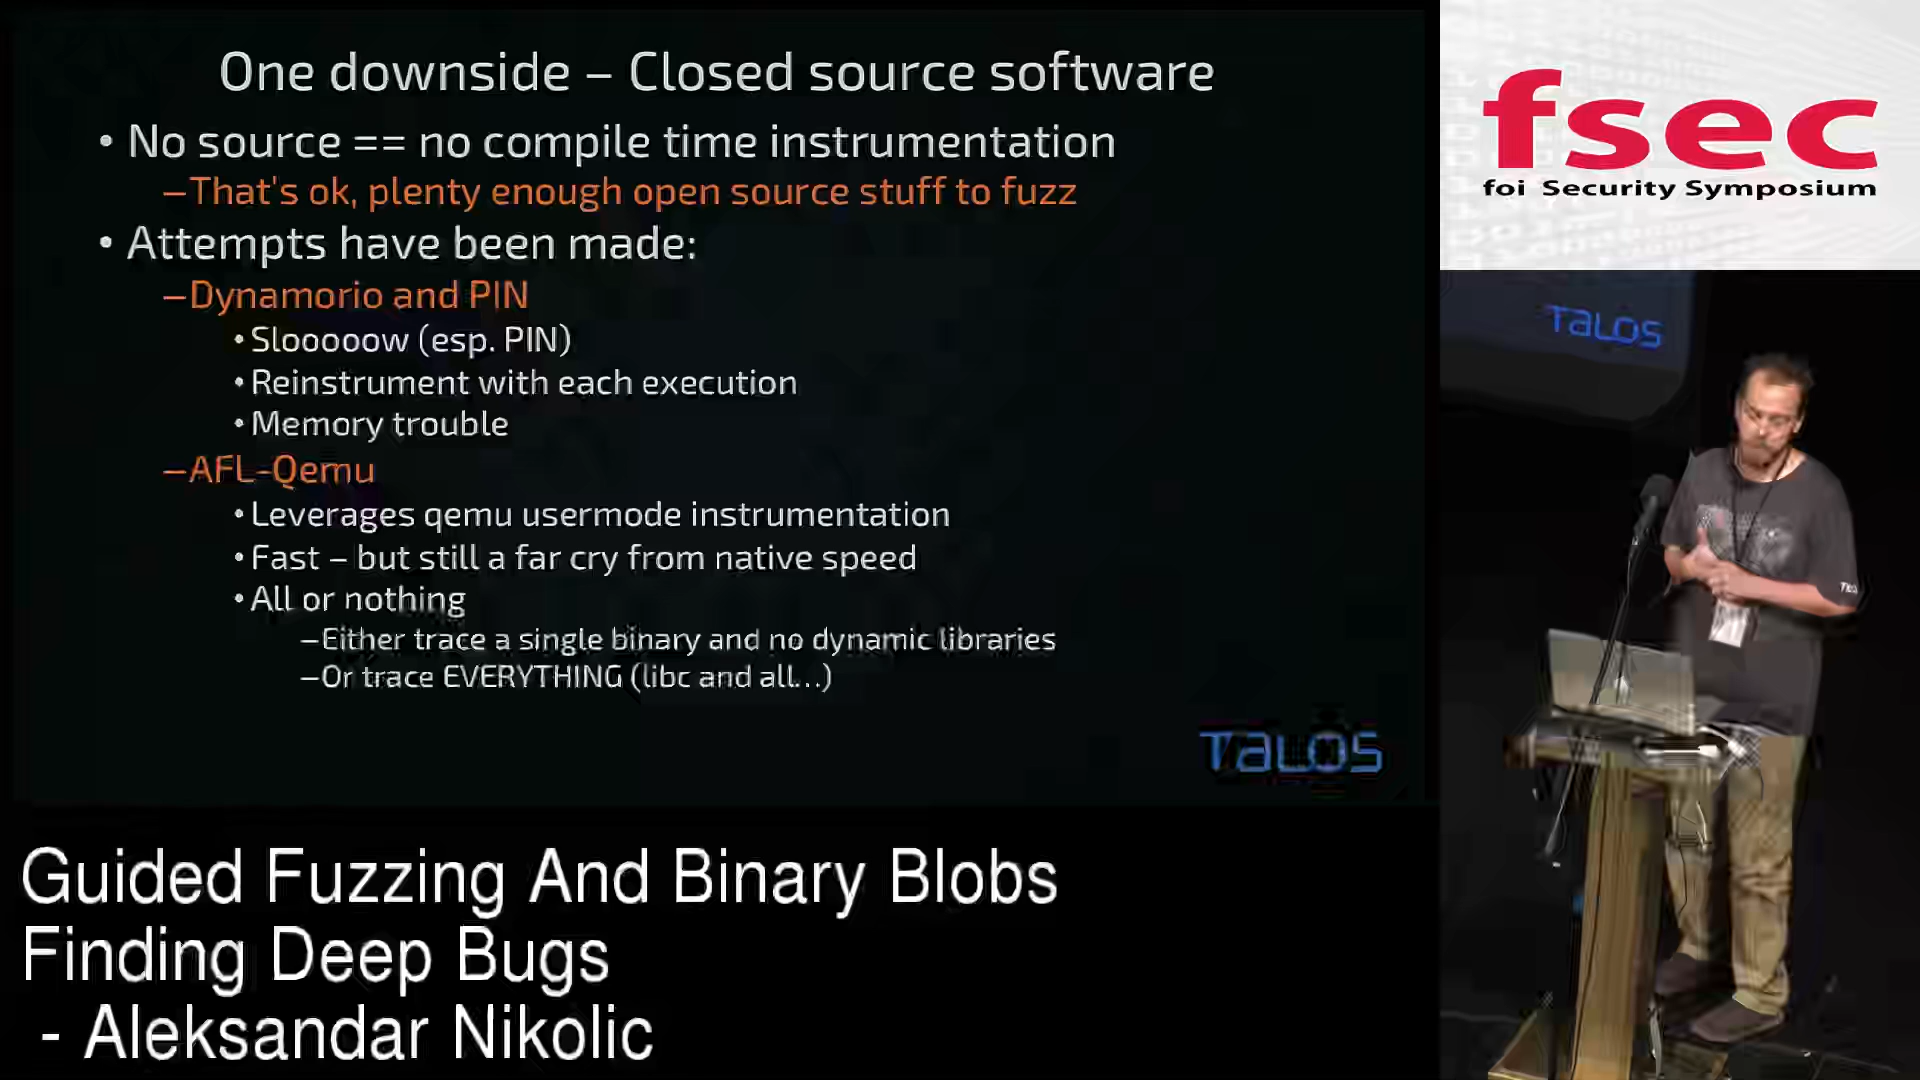 One downside – Closed source software
• No source == no compile time instrumentation
–That's ok, plenty enough open source stuff to fuzz
• Attempts have been made:
–Dynamorio and PIN
• Slooooow (esp. PIN)
• Reinstrument with each execution
• Memory trouble
–AFL-Qemu
• Leverages qemu usermode instrumentation
• Fast – but still a far cry from native speed
• All or nothing
–Either trace a single binary and no dynamic libraries
–Or trace EVERYTHING (libc and all…)
TALOS
fsec
foi Security Symposium
TALOS
Guided Fuzzing And Binary Blobs
Finding Deep Bugs
- Aleksandar Nikolic